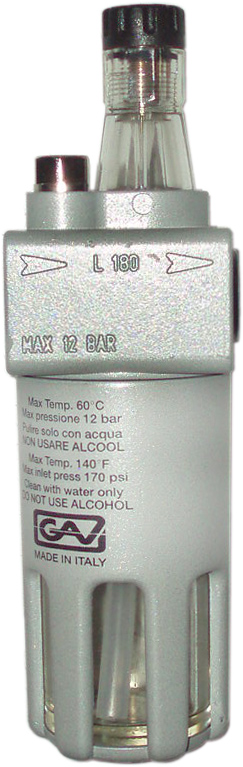 L 180
MAX 12 BAR
Max Temp. 60°C
Max pressione 12 bar
Pulire solo con acqua
NON USARE ALCOOL
Max Temp. 140°F
Max inlet press 170 psi
Clean with water only
DO NOT USE ALCOHOL
GAV
MADE IN ITALY